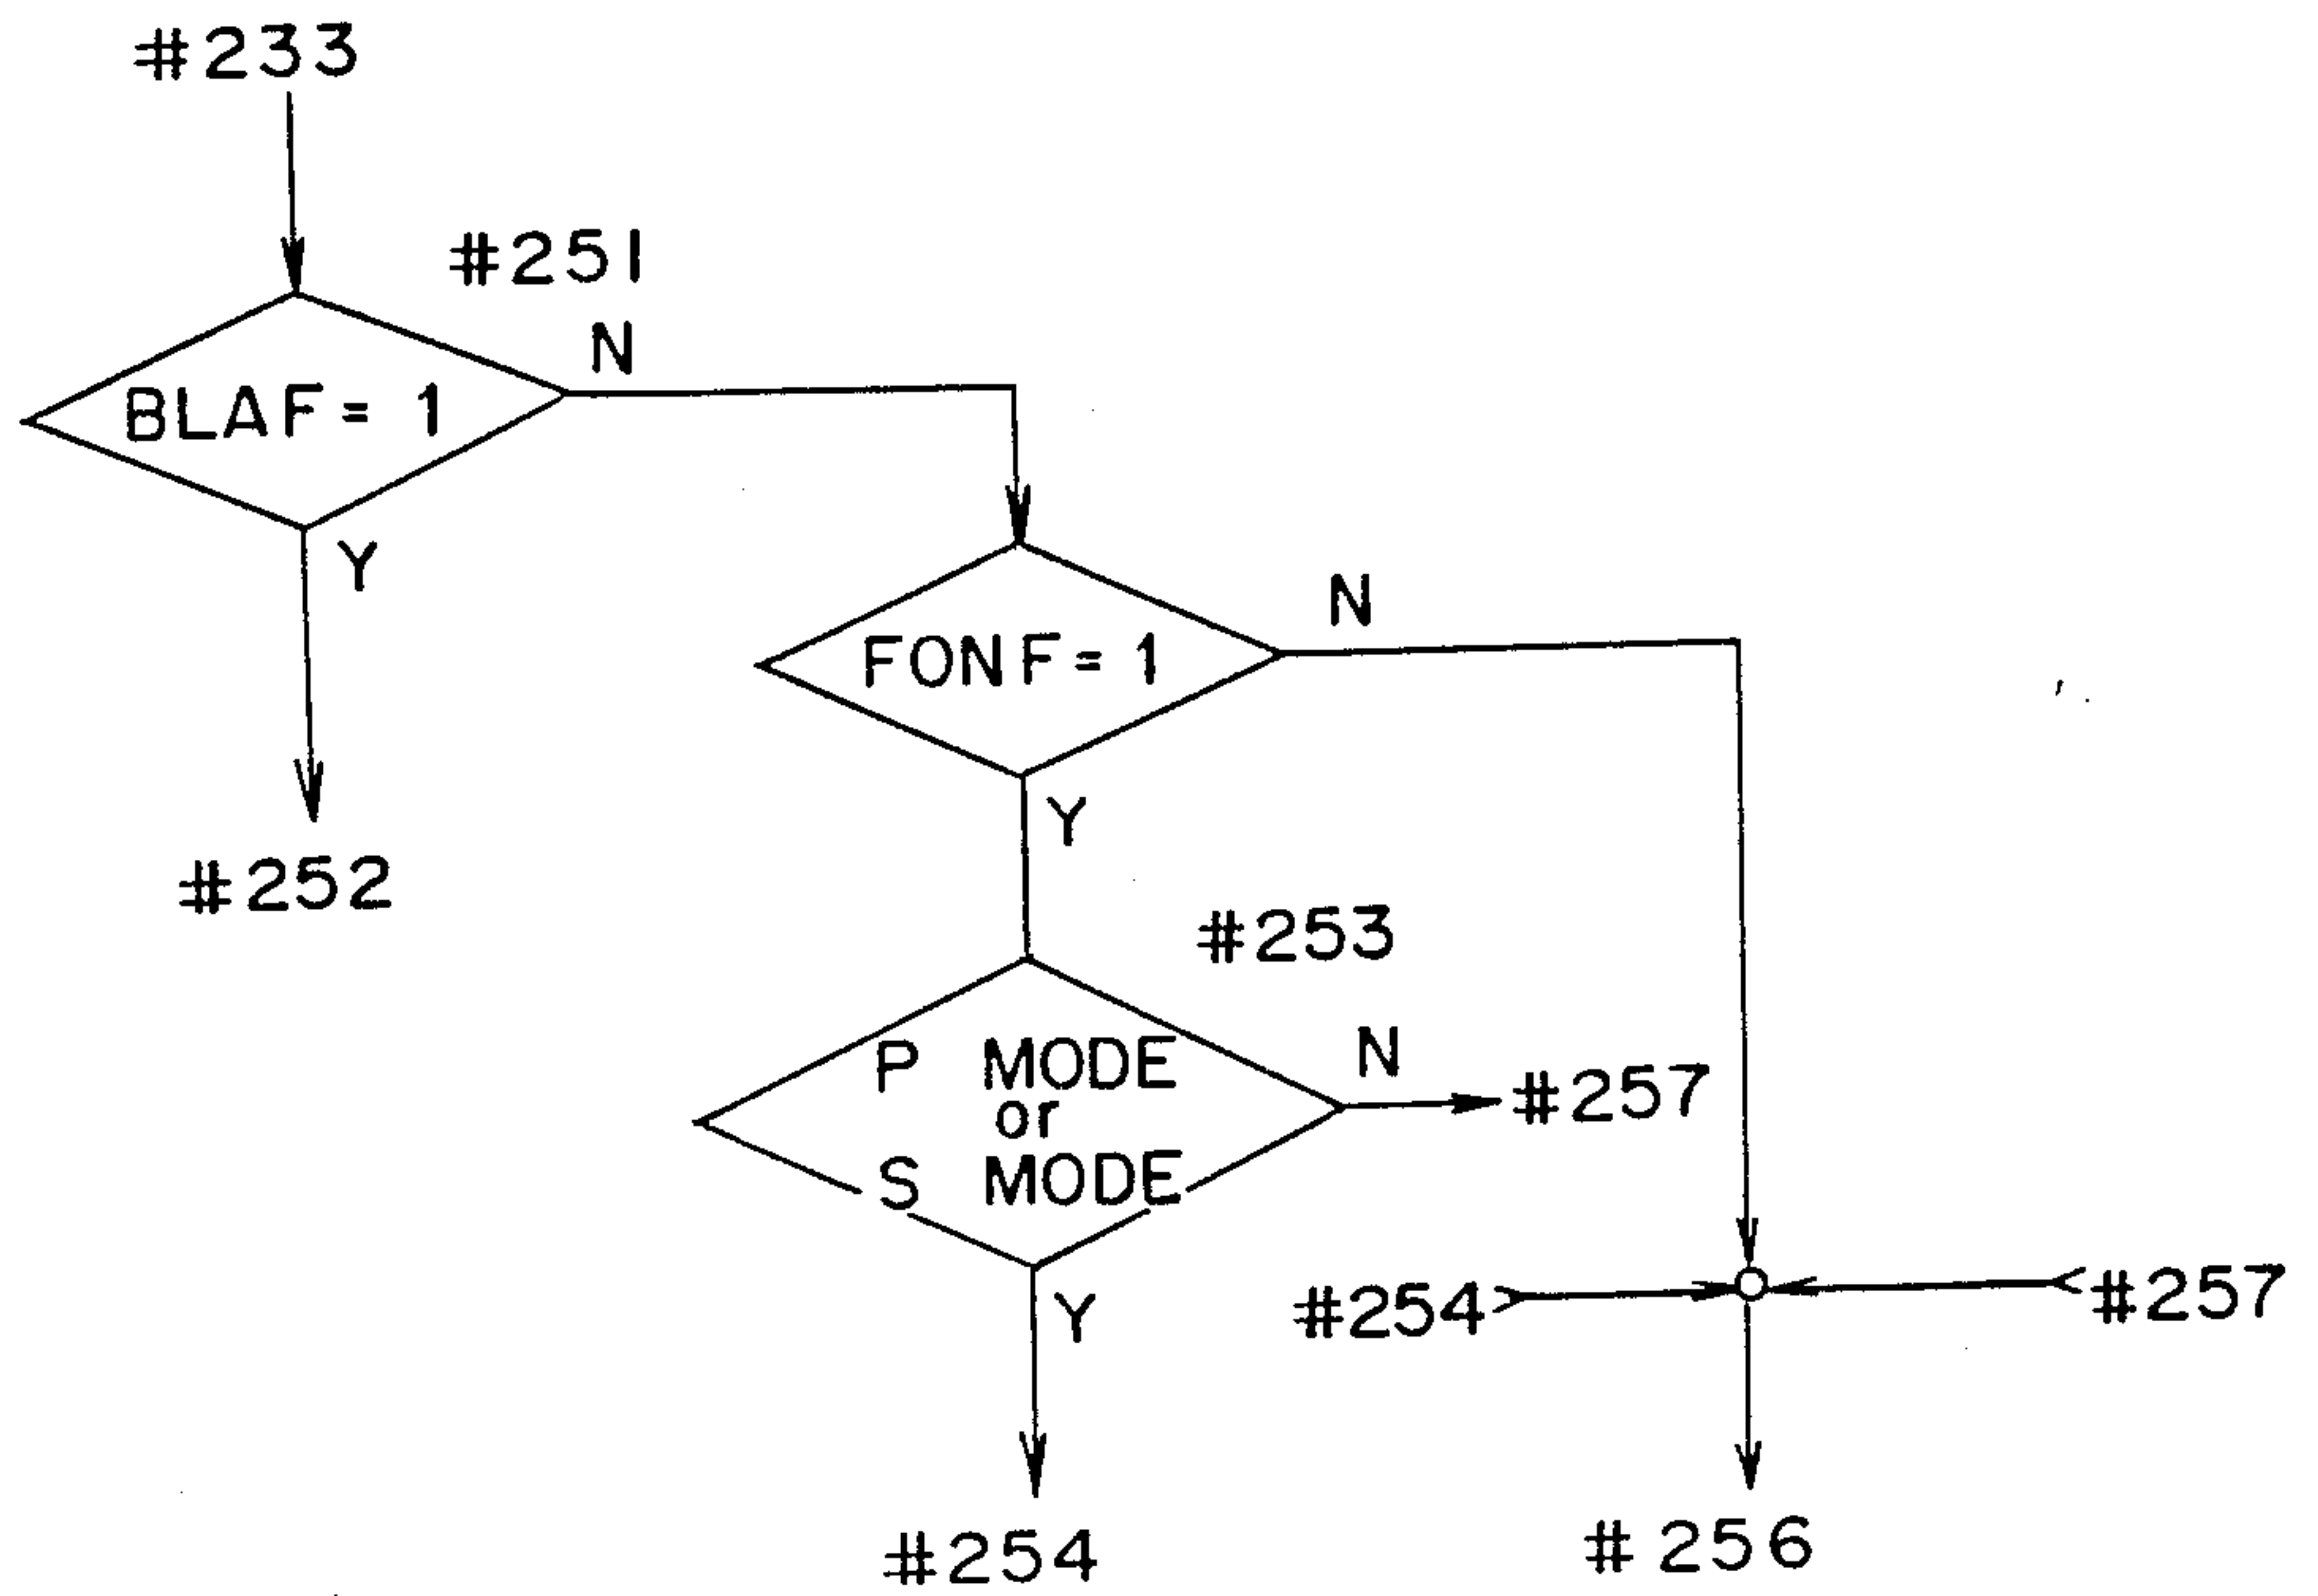 #233
#251
N
BLAF= 1
Y
#252
N
FONF= 1
Y
#253
P MODE
or
S MODE
N
#257
Y
#254
#254
#257
#256